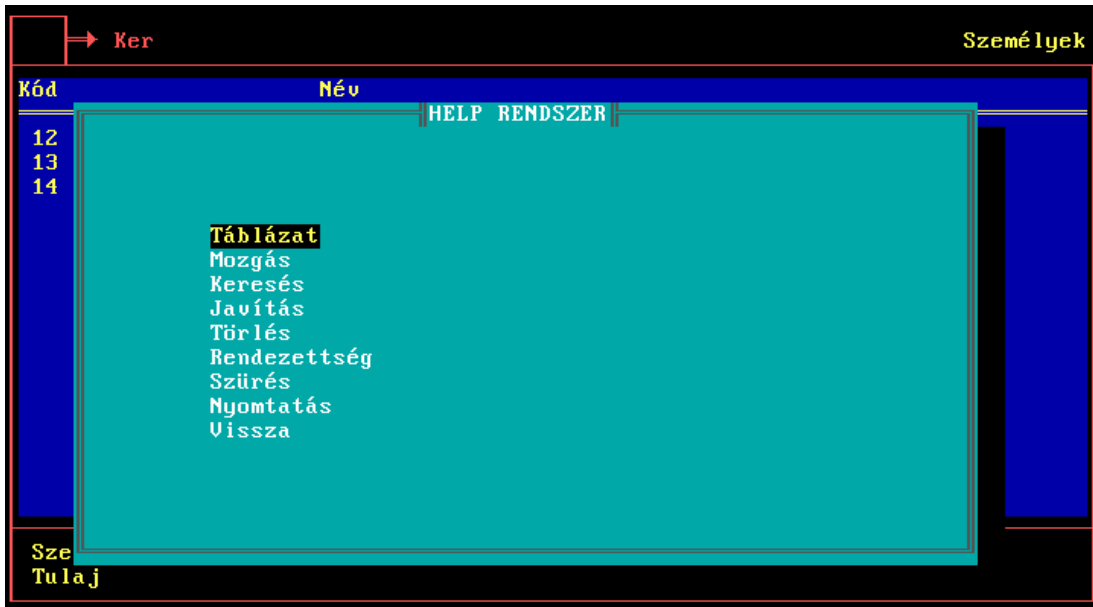 Ker Személyek
Kód Név
HELP RENDSZER
12
13
14
Táblázat
Mozgás
Keresés
Javítás
Törlés
Rendezettség
Szürés
Nyomtatás
Vissza
Sze
Tulaj